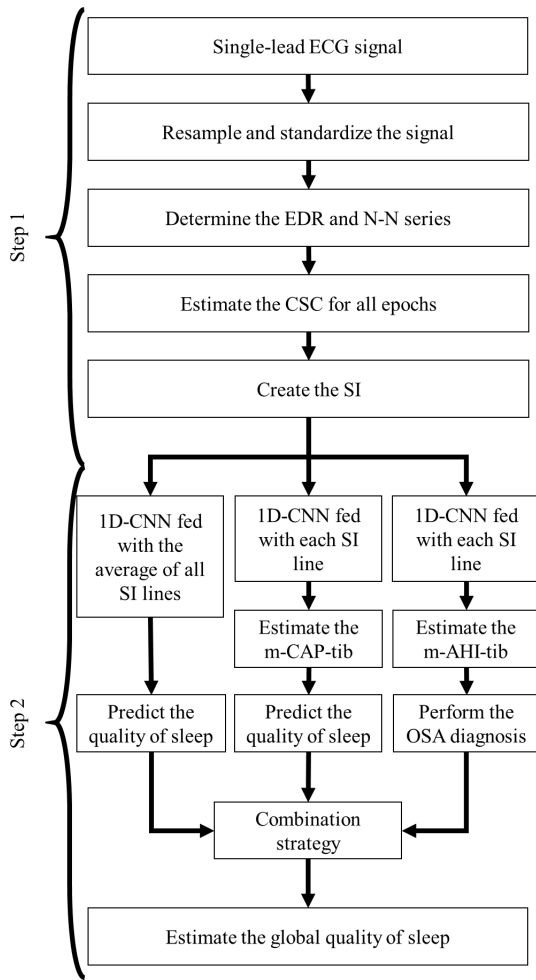 Step 1
Single-lead ECG signal
Resample and standardize the signal
Determine the EDR and N-N series
Estimate the CSC for all epochs
Create the SI
Step 2
1D-CNN fed
with the
average of all
SI lines
1D-CNN fed
with each SI
line
1D-CNN fed
with each SI
line
Estimate the
m-CAP-tib
Estimate the
m-AHI-tib
Predict the
quality of sleep
Predict the
quality of sleep
Perform the
OSA diagnosis
Combination
strategy
Estimate the global quality of sleep